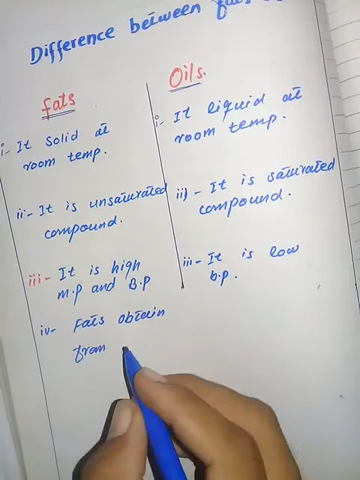 Difference between
Fats
i- It solid at
room temp.
ii- It is unsaturated
compound.
iii- It is high
m.p and B.p
iv- Fats obtain
from
Oils.
i- It liquid at
room temp.
ii)- It is saturated
compound.
iii- It is low
b.p.